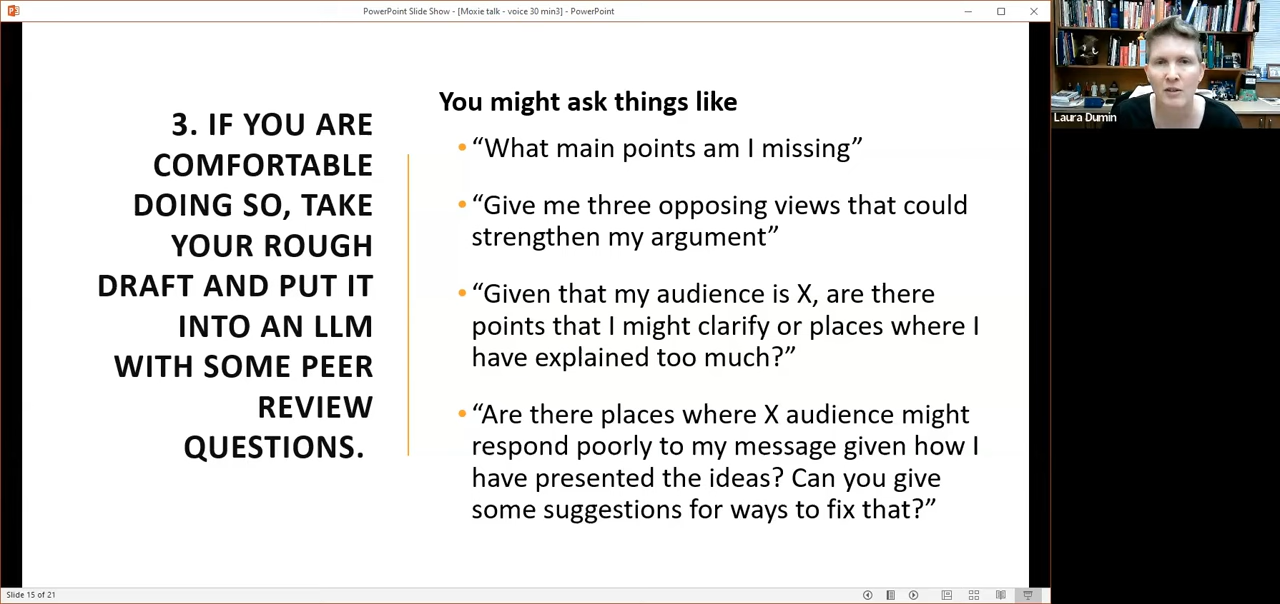 PowerPoint Slide Show - [Moxie talk - voice 30 min3] - PowerPoint
3. IF YOU ARE
COMFORTABLE
DOING SO, TAKE
YOUR ROUGH
DRAFT AND PUT IT
INTO AN LLM
WITH SOME PEER
REVIEW
QUESTIONS.
You might ask things like
• “What main points am I missing”
• “Give me three opposing views that could
strengthen my argument”
• “Given that my audience is X, are there
points that I might clarify or places where I
have explained too much?”
• “Are there places where X audience might
respond poorly to my message given how I
have presented the ideas? Can you give
some suggestions for ways to fix that?”
Laura Dumin
Slide 15 of 21